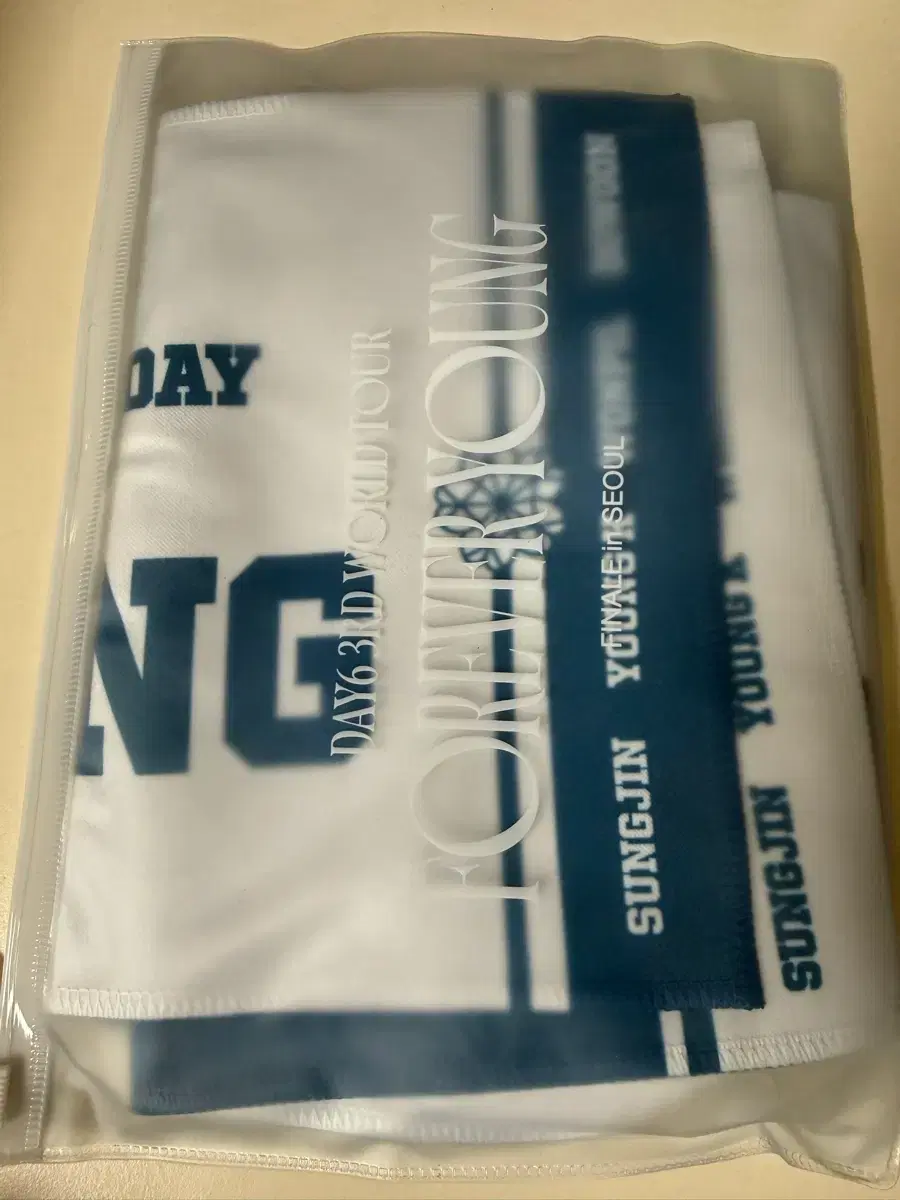 DAY
NG
DAY6 3RD WORLD TOUR
FOREVER YOUNG
FINALE in SEOUL
SUNGJIN YOUNG K
SUNGJIN YOUNG K